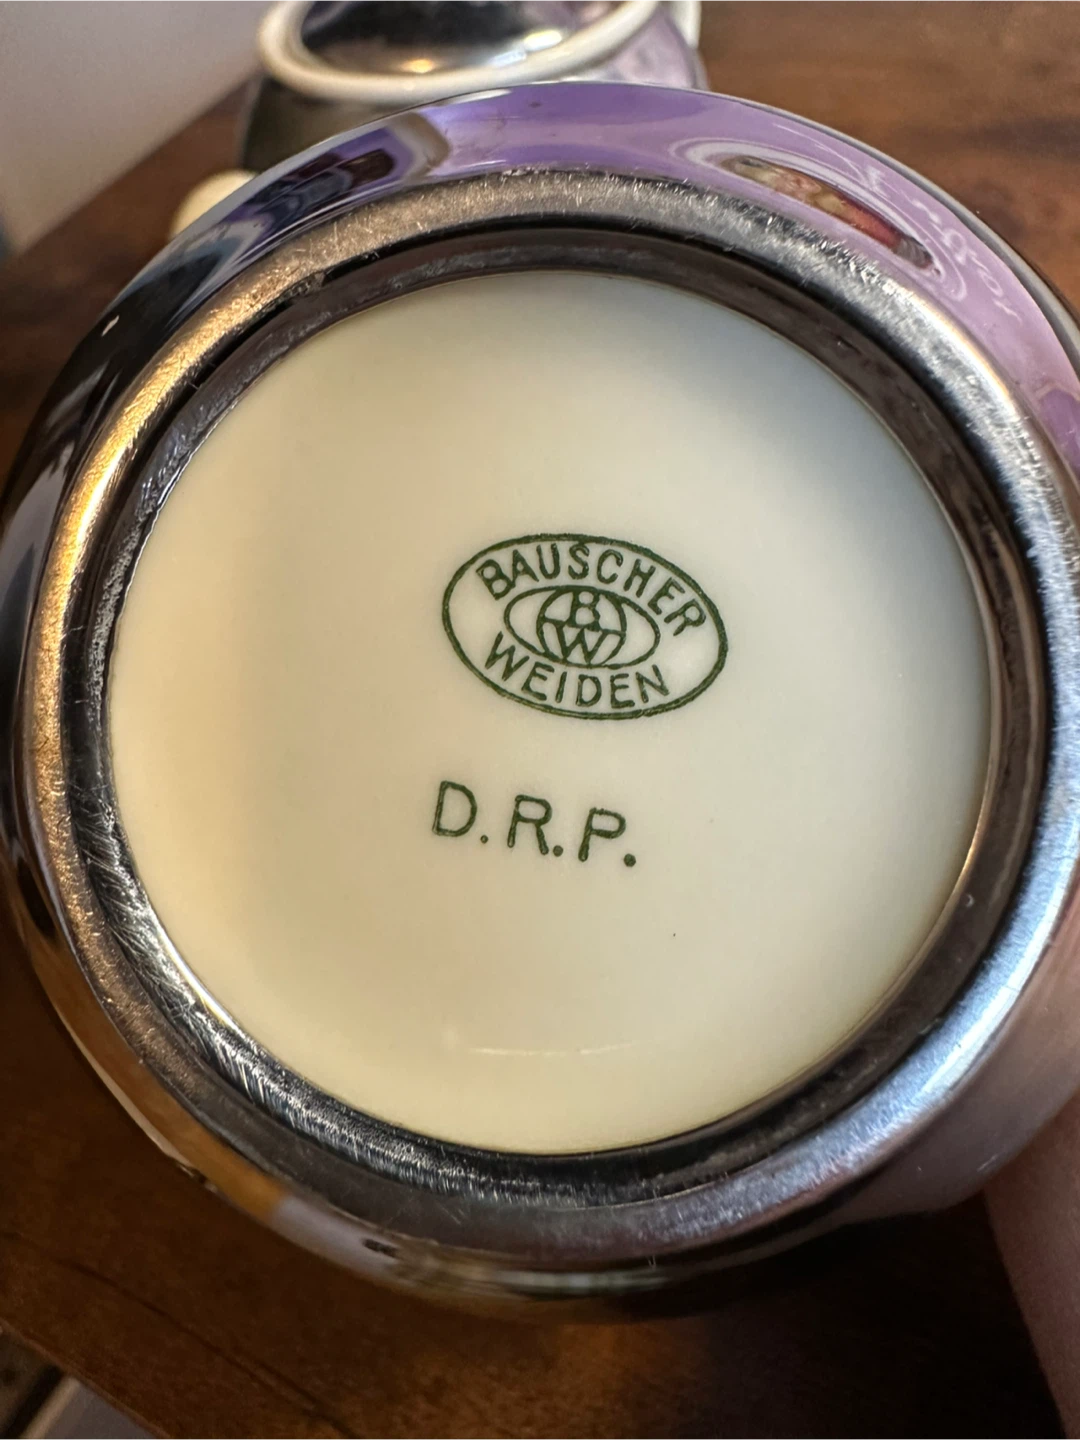 BAUSCHER
BW
WEIDEN
D.R.P.